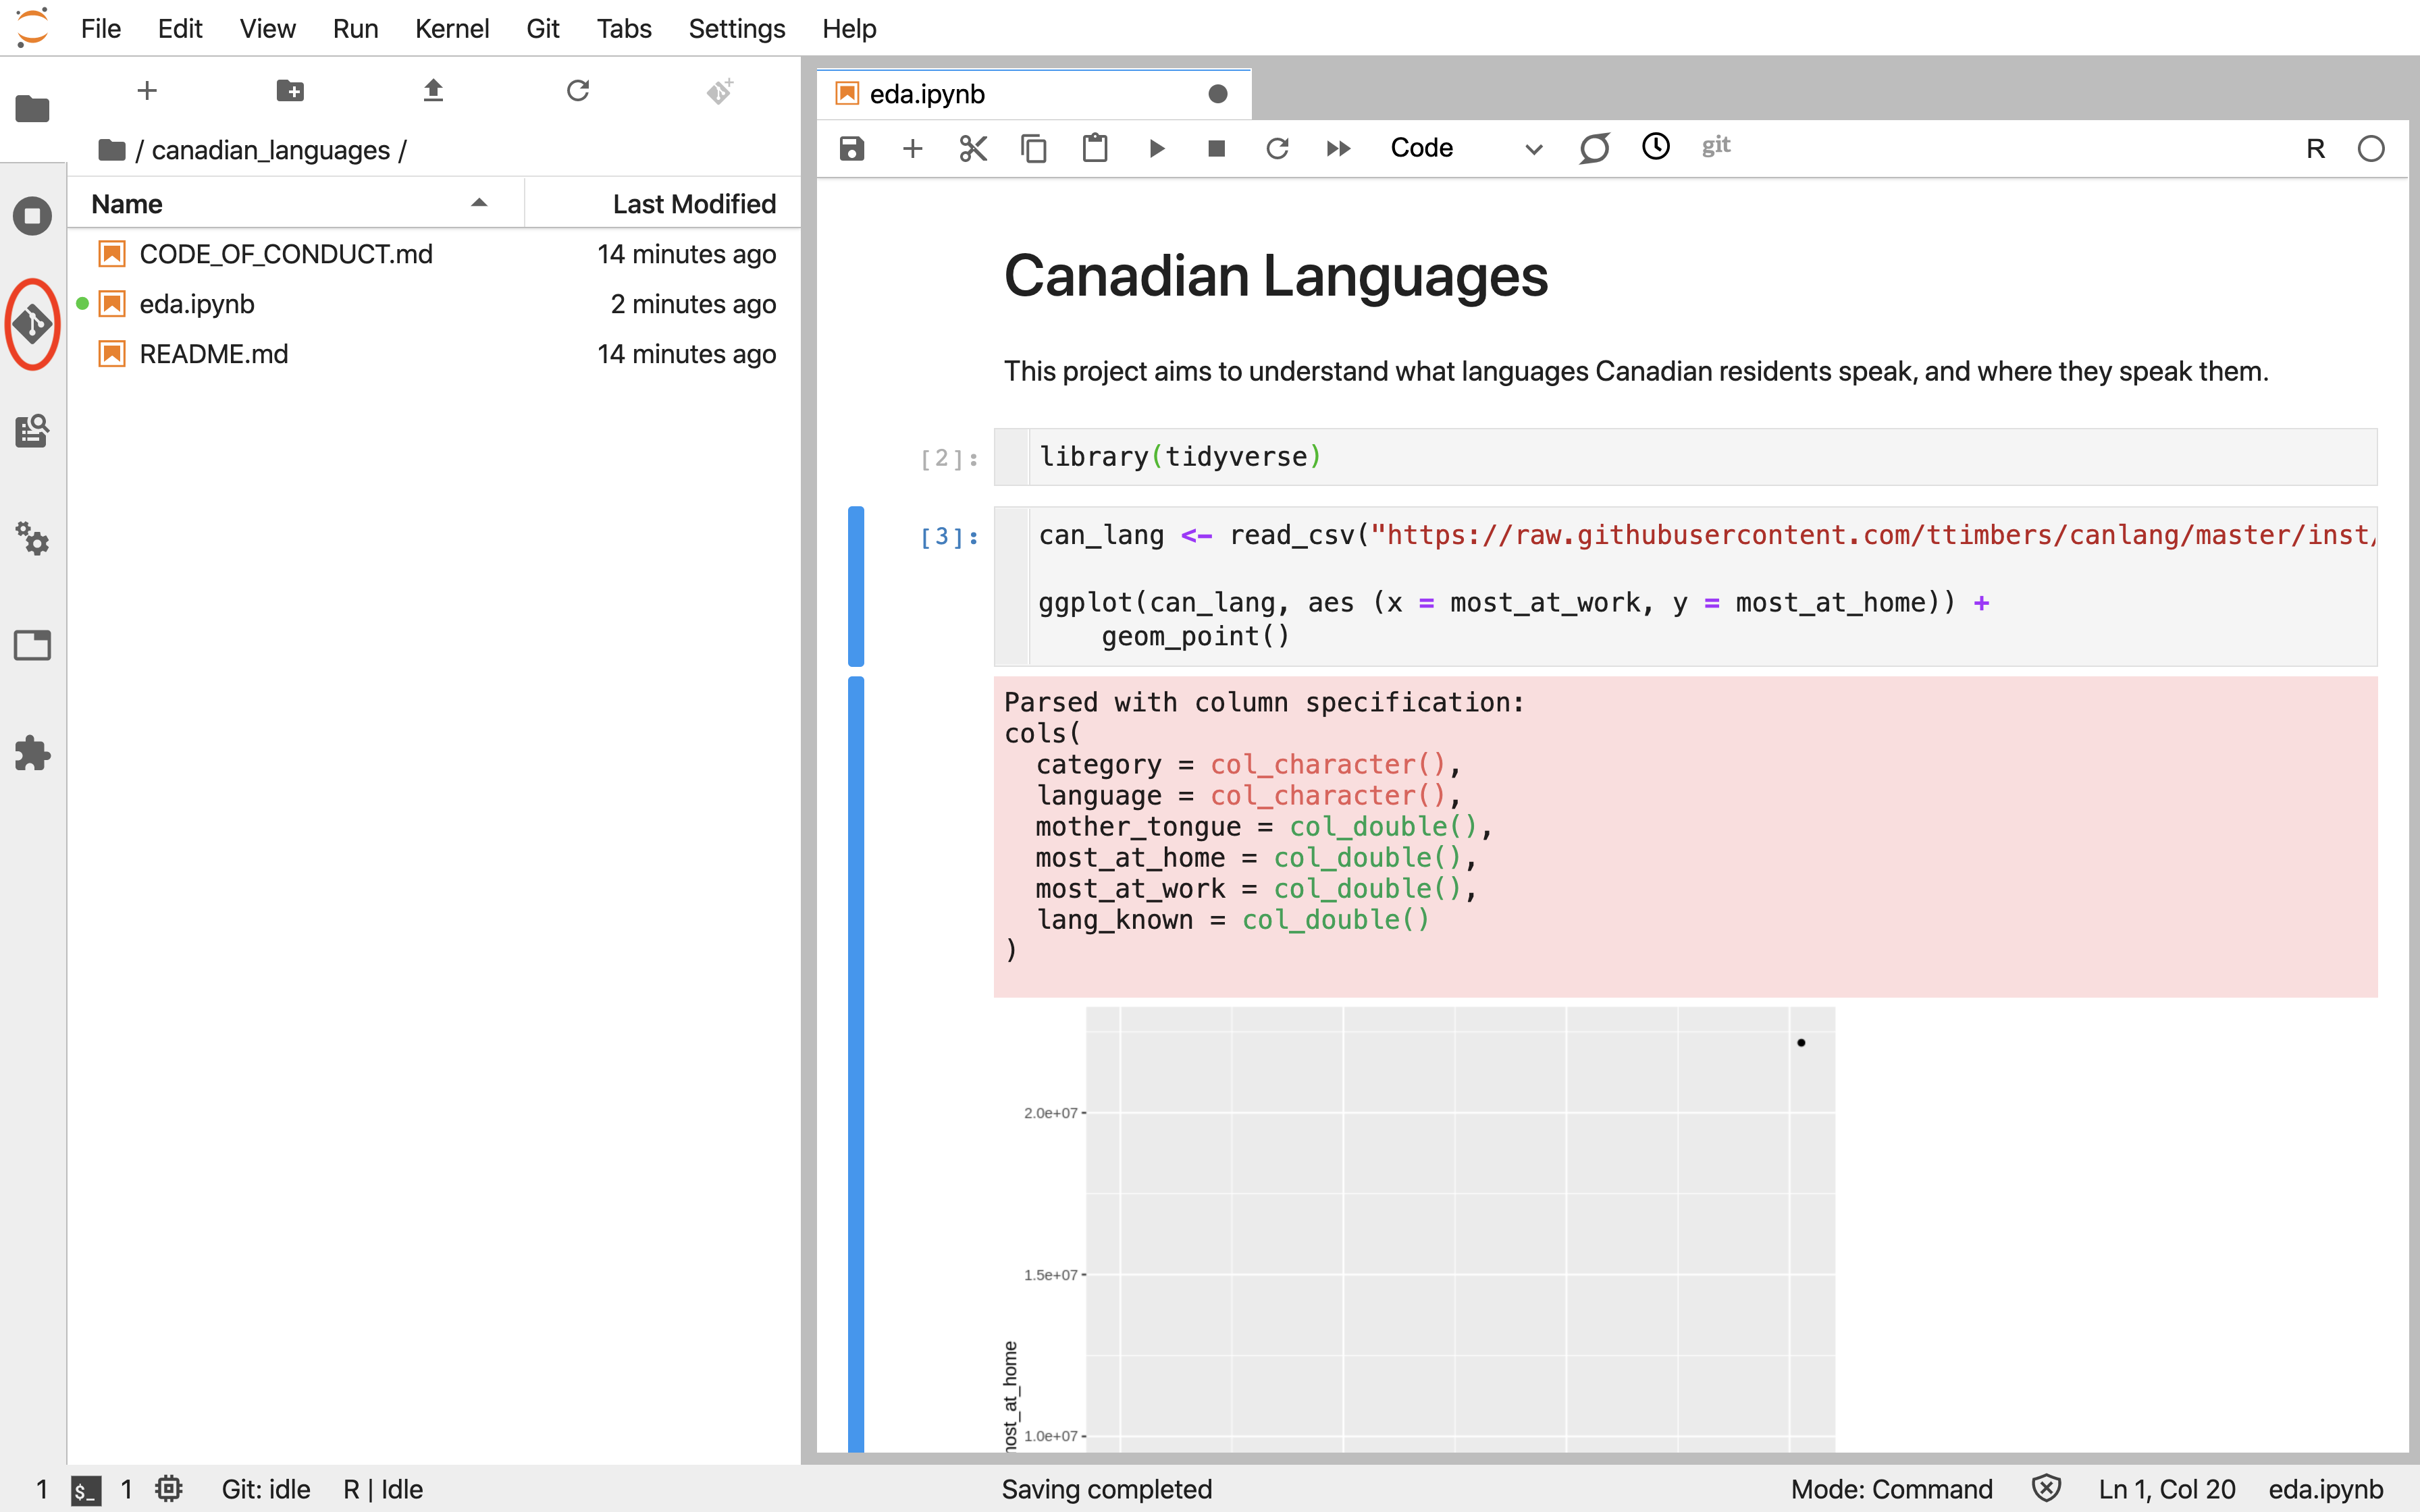 File Edit View Run Kernel Git Tabs Settings Help
/ canadian_languages /
Name Last Modified
CODE_OF_CONDUCT.md 14 minutes ago
eda.ipynb 2 minutes ago
README.md 14 minutes ago
eda.ipynb
Code git R
Canadian Languages
This project aims to understand what languages Canadian residents speak, and where they speak them.
[2]: library(tidyverse)
[3]: can_lang <- read_csv("https://raw.githubusercontent.com/ttimbers/canlang/master/inst/
ggplot(can_lang, aes (x = most_at_work, y = most_at_home)) +
geom_point()
Parsed with column specification:
cols(
category = col_character(),
language = col_character(),
mother_tongue = col_double(),
most_at_home = col_double(),
most_at_work = col_double(),
lang_known = col_double()
)
2.0e+07
1.5e+07
1.0e+07
most_at_home
1 $_ 1 Git: idle R | Idle Saving completed Mode: Command Ln 1, Col 20 eda.ipynb